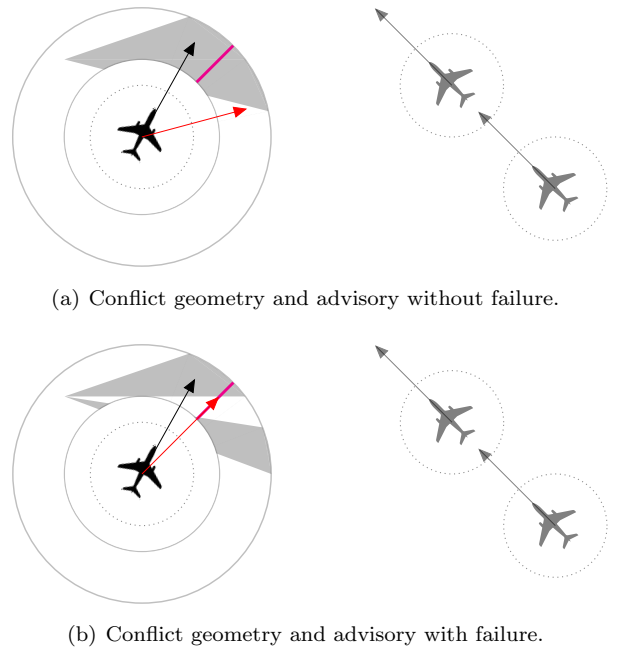 (a) Conflict geometry and advisory without failure.
(b) Conflict geometry and advisory with failure.